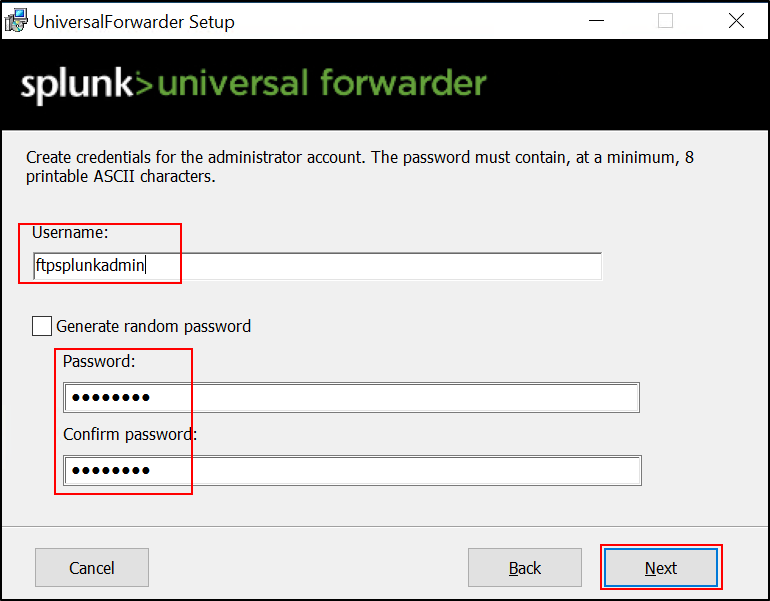 UniversalForwarder Setup
splunk>universal forwarder
Create credentials for the administrator account. The password must contain, at a minimum, 8
printable ASCII characters.
Username:
ftpsplunkadmin
Generate random password
Password:
●●●●●●●●
Confirm password:
●●●●●●●●
Cancel
Back
Next